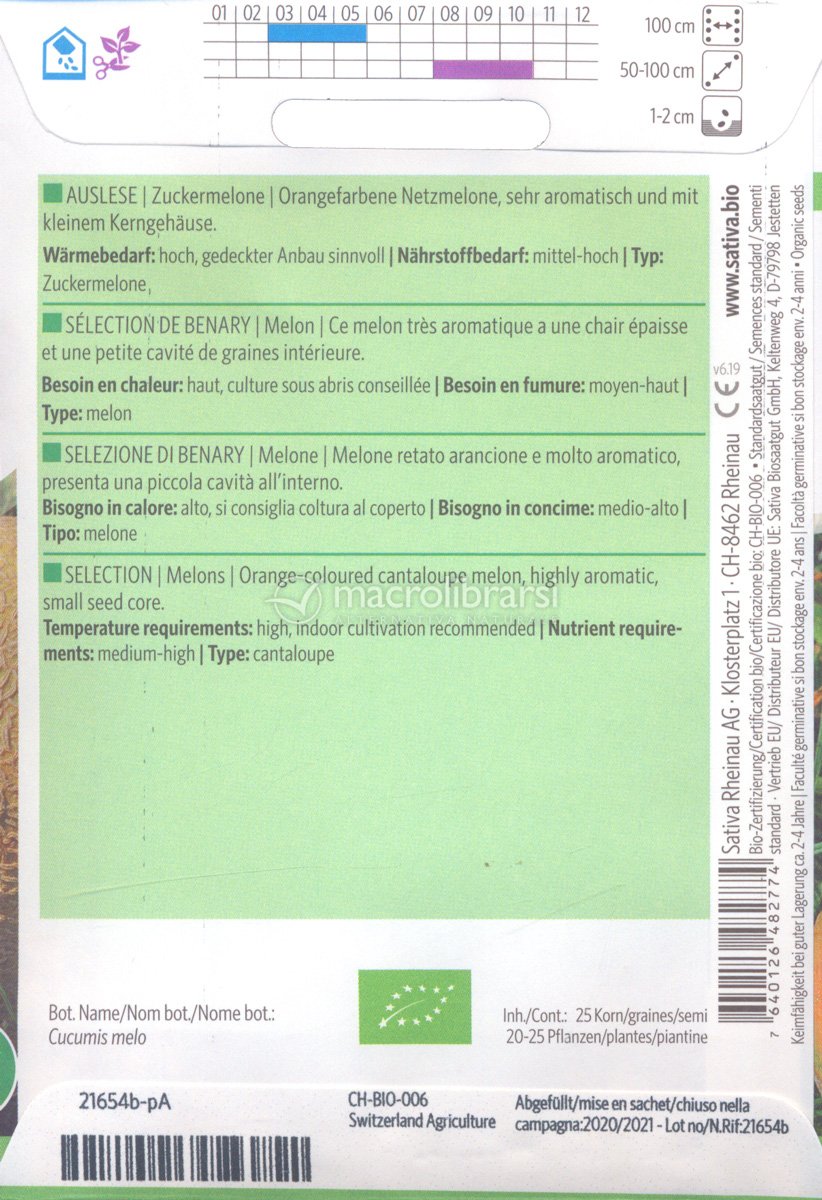 01 02 03 04 05 06 07 08 09 10 11 12
100 cm
50-100 cm
1-2 cm
AUSLESE | Zuckermelone | Orangefarbene Netzmelone, sehr aromatisch und mit
kleinem Kerngehäuse.
Wärmebedarf: hoch, gedeckter Anbau sinnvoll | Nährstoffbedarf: mittel-hoch | Typ:
Zuckermelone
SÉLECTION DE BENARY | Melon | Ce melon très aromatique a une chair épaisse
et une petite cavité de graines intérieure.
Besoin en chaleur: haut, culture sous abris conseillée | Besoin en fumure: moyen-haut |
Type: melon
SELEZIONE DI BENARY | Melone | Melone retato arancione e molto aromatico,
presenta una piccola cavità all'interno.
Bisogno in calore: alto, si consiglia coltura al coperto | Bisogno in concime: medio-alto |
Tipo: melone
SELECTION | Melons | Orange-coloured cantaloupe melon, highly aromatic,
small seed core.
Temperature requirements: high, indoor cultivation recommended | Nutrient require-
ments: medium-high | Type: cantaloupe
macrolibrarsi
www.sativa.bio
v6.19
CE
Sativa Rheinau AG · Klosterplatz 1 · CH-8462 Rheinau
Bio-Zertifizierung/Certification bio/Certificazione bio: CH-BIO-006 • Standardsaatgut/ Semences standard/ Sementi
standard · Vertrieb EU/ Distributeur EU/ Distributore UE: Sativa Biosaatgut GmbH, Keltenweg 4, D-79798 Jestetten
Keimfähigkeit bei guter Lagerung ca. 2-4 Jahre | Faculté germinative si bon stockage env. 2-4 ans | Facoltà germinative si bon stockage env. 2-4 anni • Organic seeds
7 640126 482774
Bot. Name/Nom bot./Nome bot.:
Cucumis melo
Inh./Cont.: 25 Korn/graines/semi
20-25 Pflanzen/plantes/piantine
21654b-pA
CH-BIO-006
Switzerland Agriculture
Abgefüllt/mise en sachet/chiuso nella
campagna:2020/2021 - Lot no/N.Rif:21654b